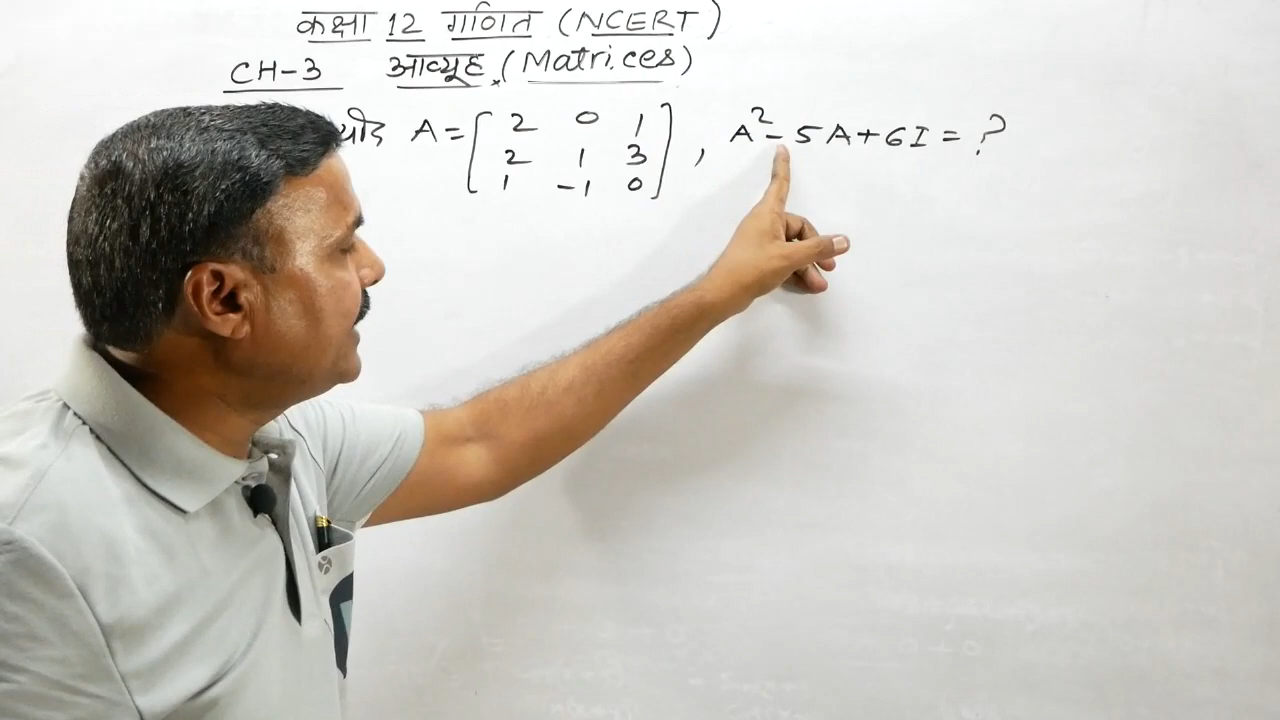 कक्षा 12 गणित (NCERT)
CH-3 आव्यूह (Matrices)
A = [ 2 0 1 , A² - 5A + 6I = ?
2 1 3
1 -1 0 ]